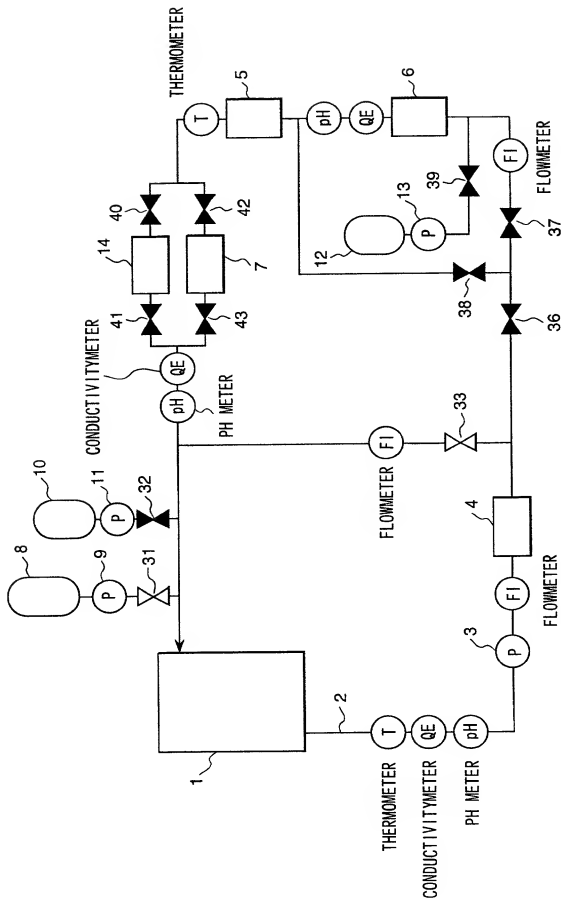 THERMOMETER
T
5
pH
QE
6
FI
FLOWMETER
40
42
14
7
41
43
39
13
P
12
38
37
36
CONDUCTIVITYMETER
QE
pH
PH METER
33
FI
FLOWMETER
10
11
P
32
8
9
P
31
4
FI
FLOWMETER
3
P
1
2
T
QE
pH
THERMOMETER
CONDUCTIVITYMETER
PH METER